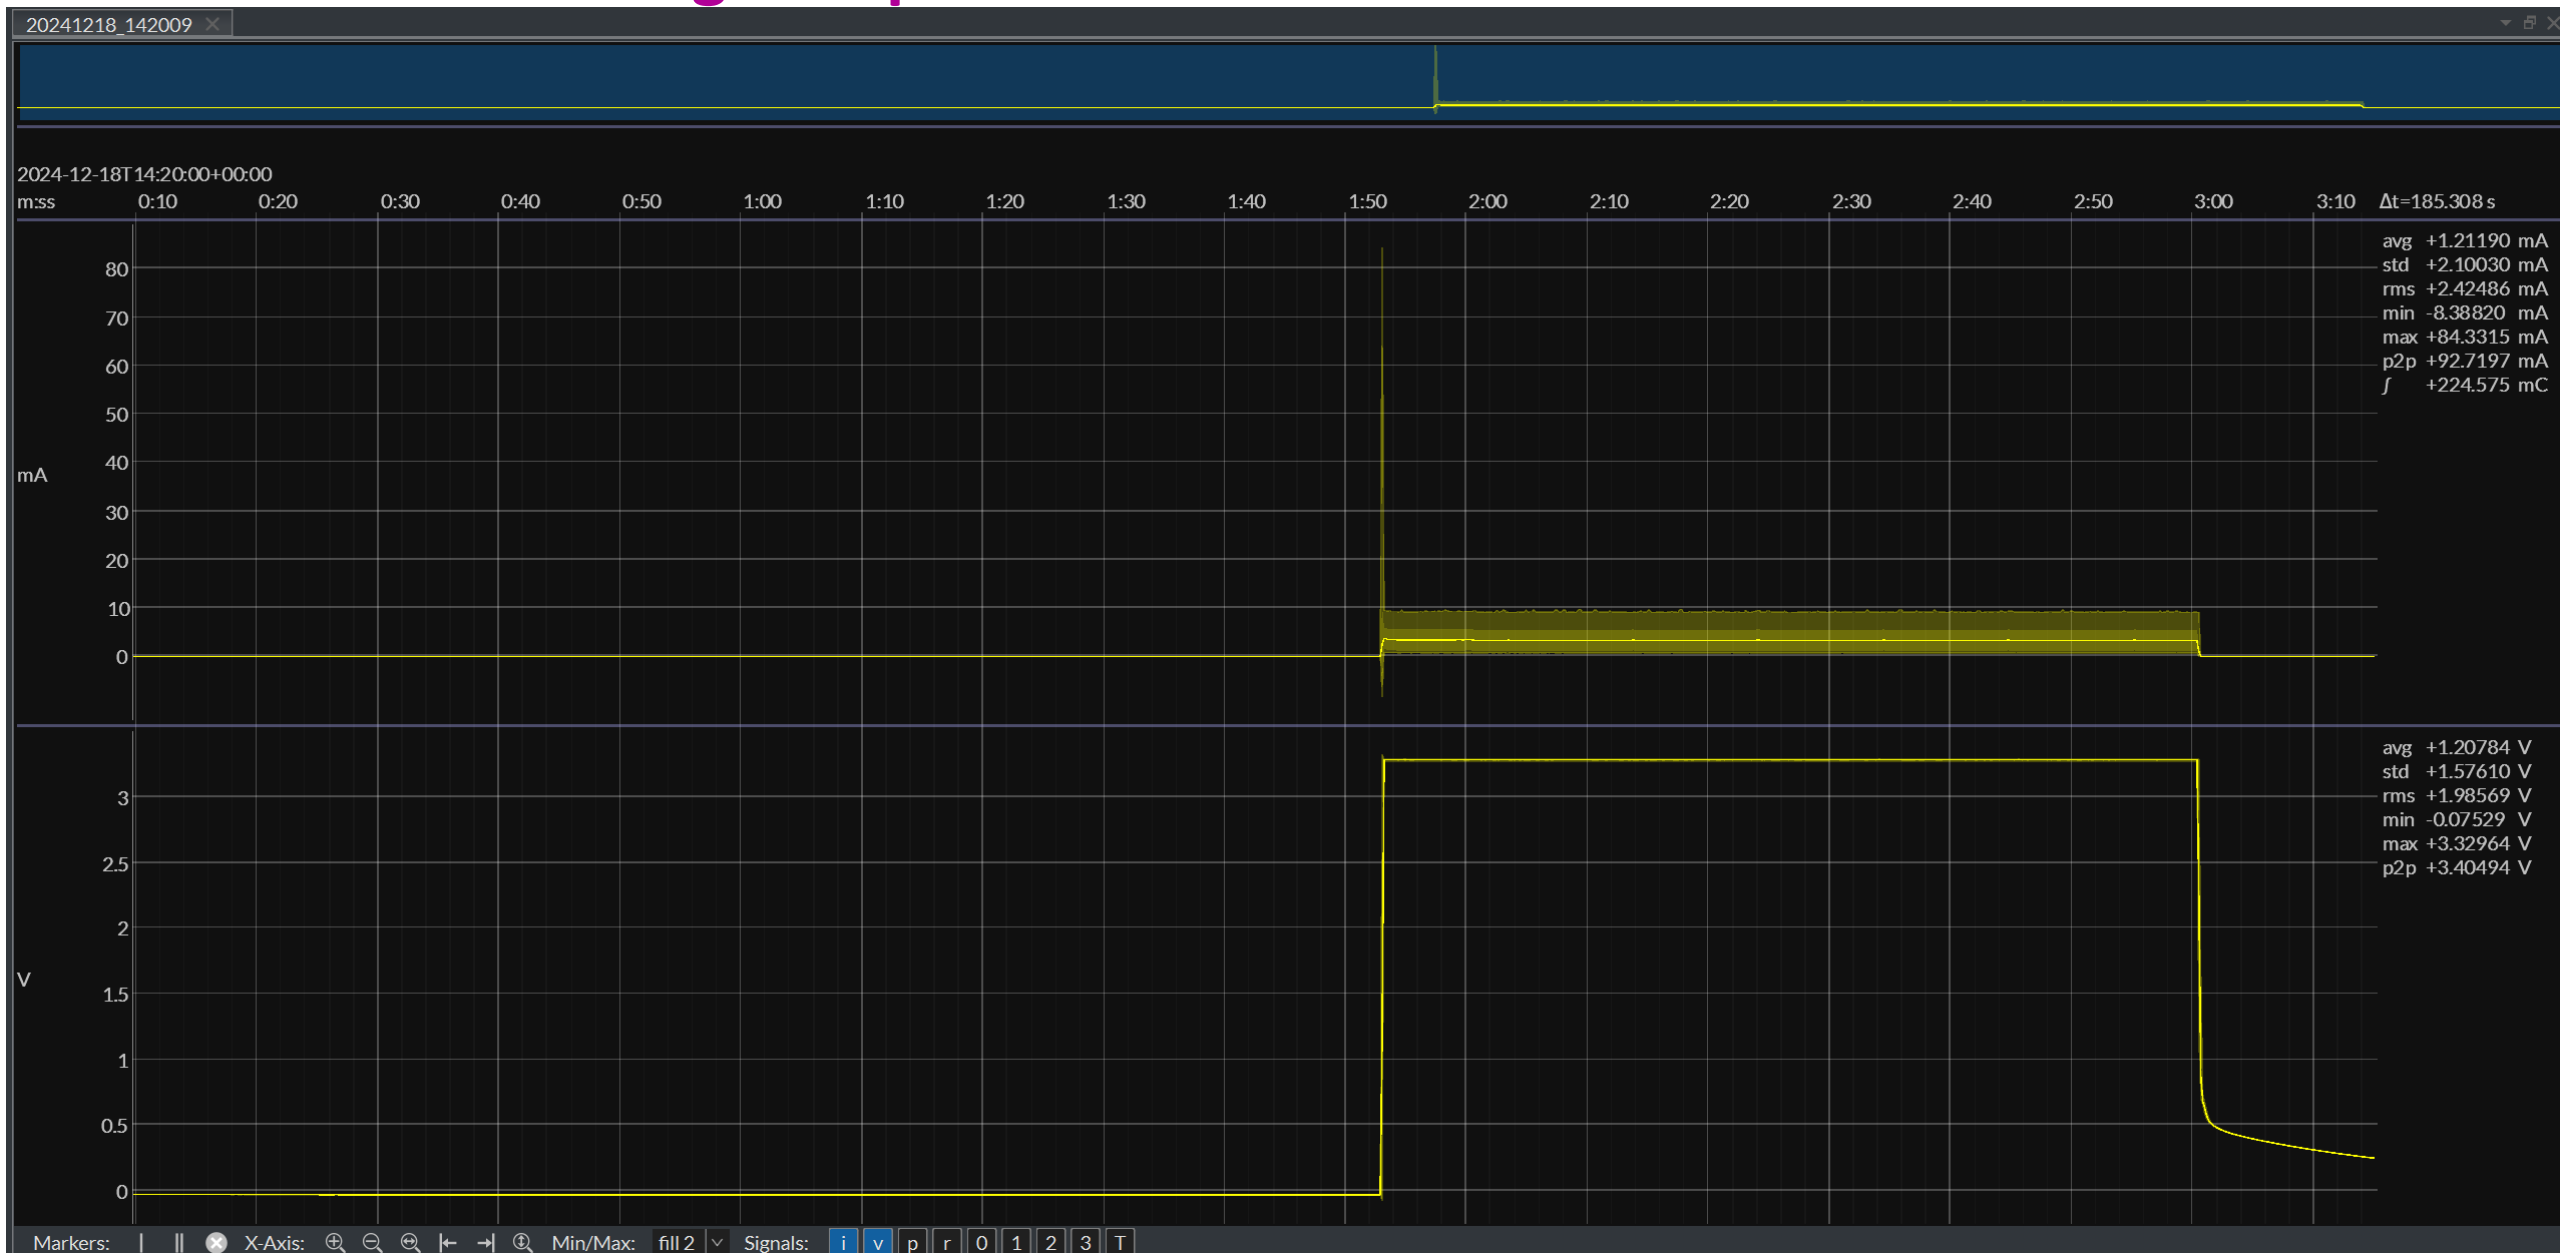 20241218_142009
2024-12-18T14:20:00+00:00
m:ss 0:10 0:20 0:30 0:40 0:50 1:00 1:10 1:20 1:30 1:40 1:50 2:00 2:10 2:20 2:30 2:40 2:50 3:00 3:10 Δt=185.308 s
mA
80
70
60
50
40
30
20
10
0
avg +1.21190 mA
std +2.10030 mA
rms +2.42486 mA
min -8.38820 mA
max +84.3315 mA
p2p +92.7197 mA
∫ +224.575 mC
V
3
2.5
2
1.5
1
0.5
0
avg +1.20784 V
std +1.57610 V
rms +1.98569 V
min -0.07529 V
max +3.32964 V
p2p +3.40494 V
Markers: X-Axis: Min/Max: fill 2 Signals: i v p r 0 1 2 3 T